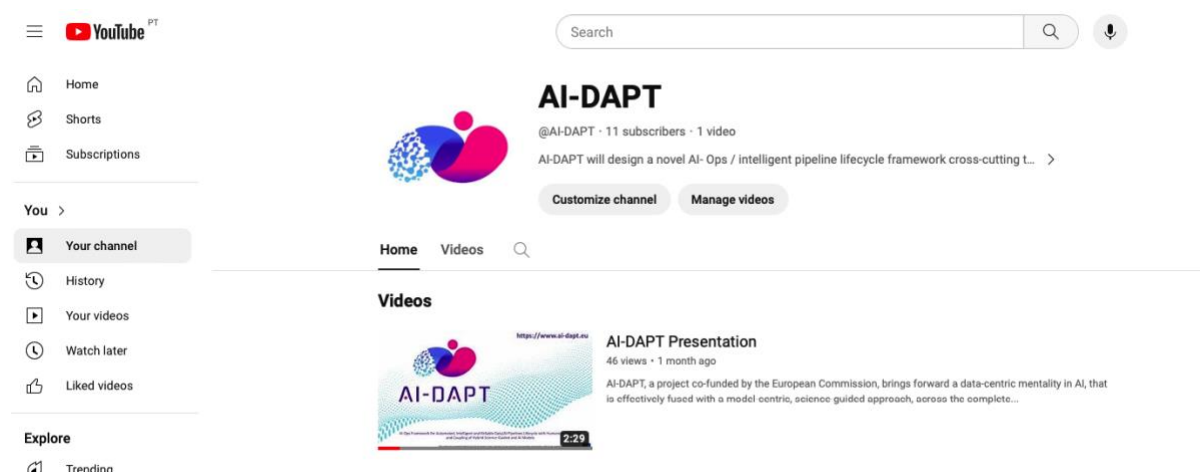 YouTube PT
Search
Home
Shorts
Subscriptions
You
Your channel
History
Your videos
Watch later
Liked videos
Explore
Trending
AI-DAPT
@AI-DAPT · 11 subscribers · 1 video
AI-DAPT will design a novel AI- Ops / intelligent pipeline lifecycle framework cross-cutting t...
Customize channel
Manage videos
Home Videos
Videos
https://www.ai-dapt.eu
AI-DAPT
2:29
AI-DAPT Presentation
46 views • 1 month ago
AI-DAPT, a project co-funded by the European Commission, brings forward a data-centric mentality in AI, that
is effectively fused with a model-centric, science guided approach, across the complete...